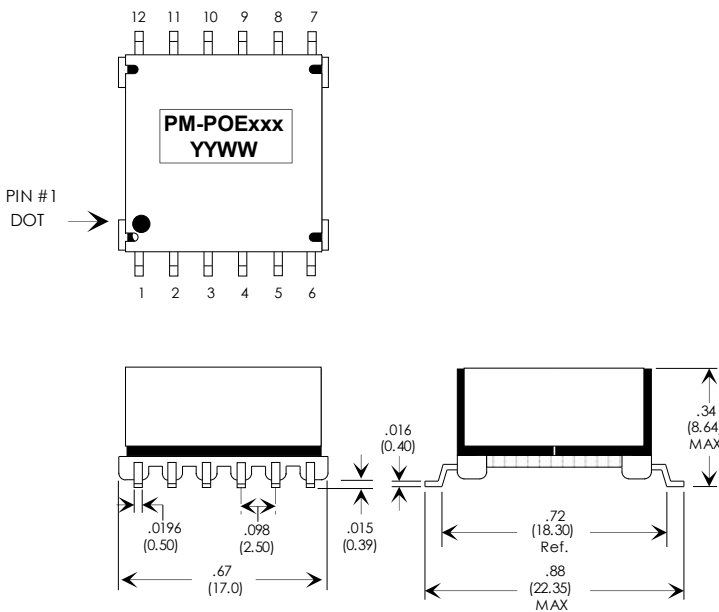 12 11 10 9 8 7
PM-POExxx
YYWW
PIN #1
DOT
1 2 3 4 5 6
.0196
(0.50)
.098
(2.50)
.015
(0.39)
.67
(17.0)
.016
(0.40)
.34
(8.64)
MAX
.72
(18.30)
Ref.
.88
(22.35)
MAX